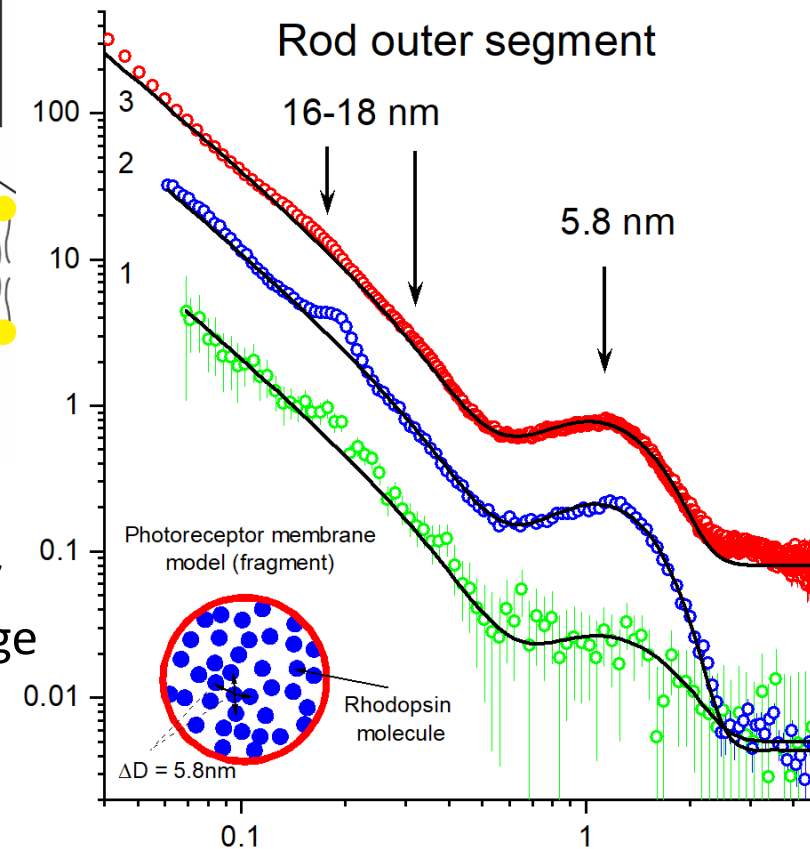 Rod outer segment
16-18 nm
5.8 nm
3
2
1
100
10
1
0.1
0.01
Photoreceptor membrane
model (fragment)
Rhodopsin
molecule
ΔD = 5.8nm
ge
0.1
1